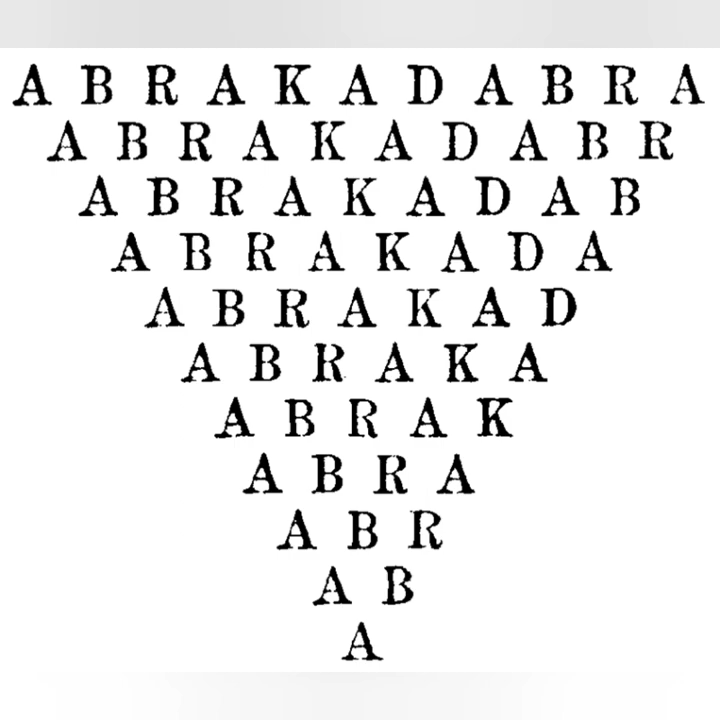 A B R A K A D A B R A
A B R A K A D A B R
A B R A K A D A B
A B R A K A D A
A B R A K A D
A B R A K A
A B R A K
A B R A
A B R
A B
A